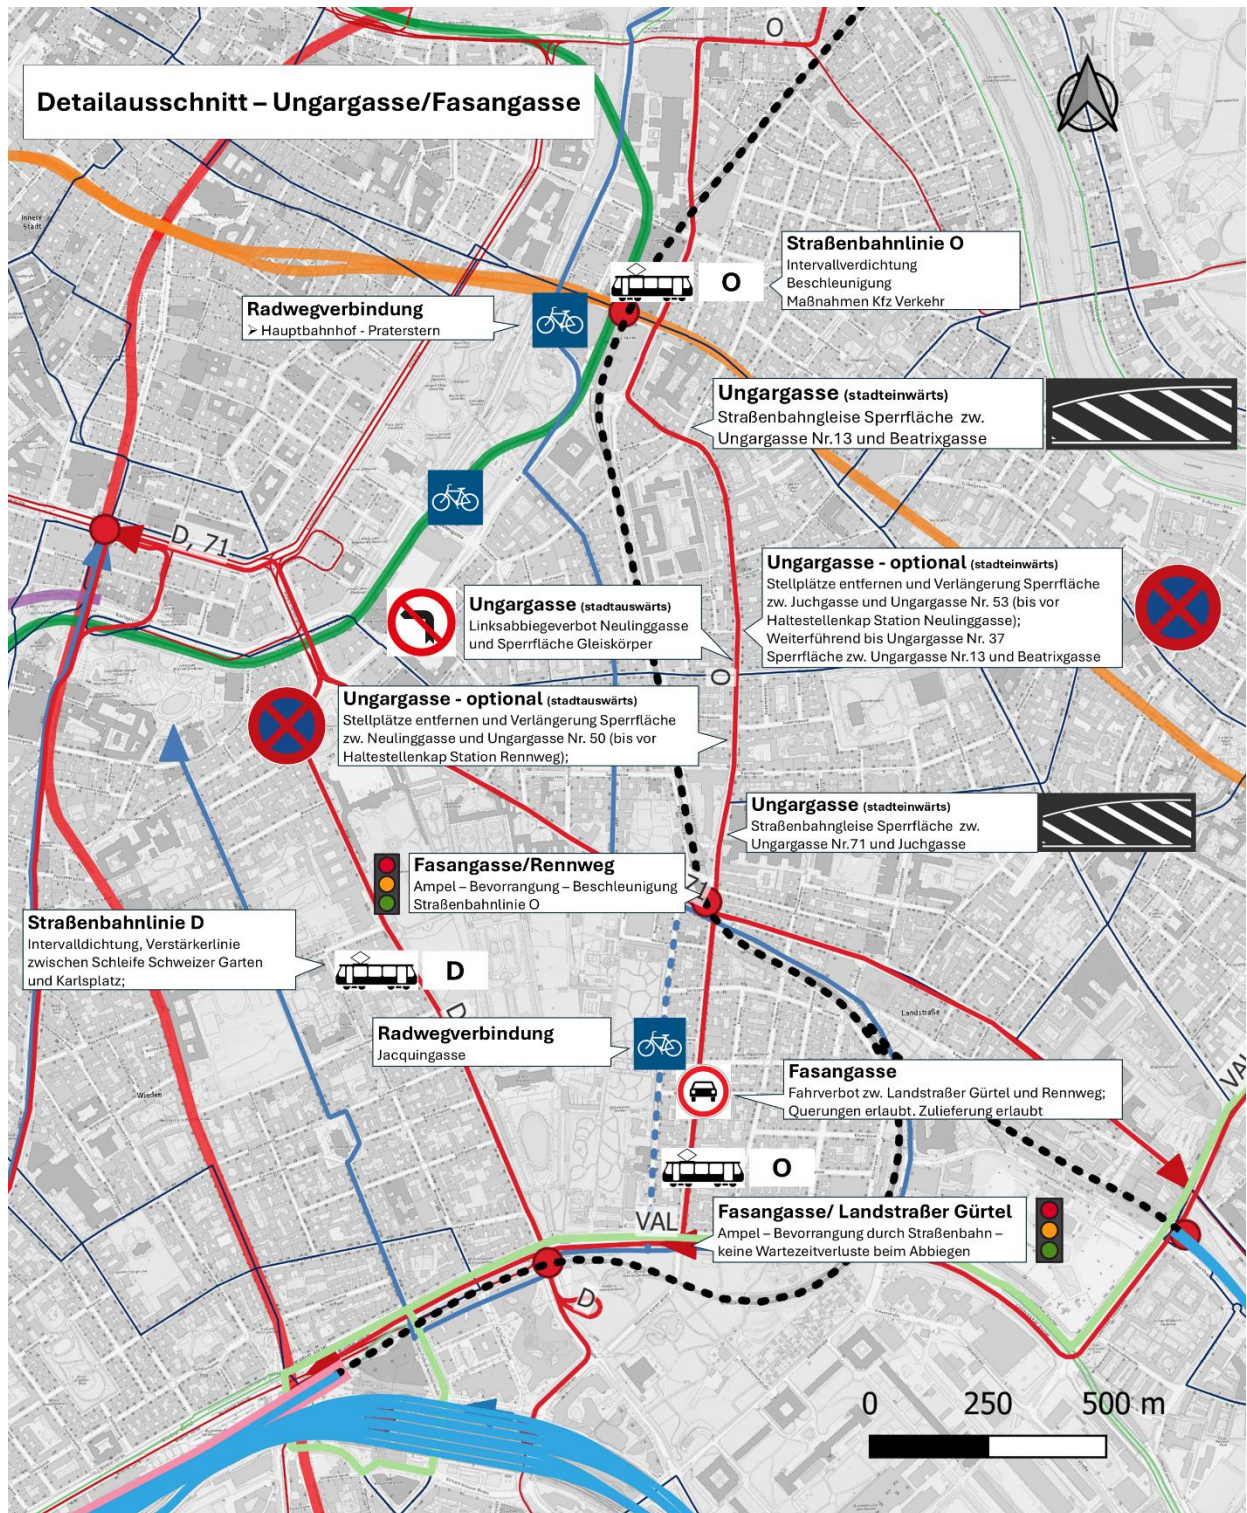 O
N
Detailausschnitt – Ungargasse/Fasangasse
Innere
Stadt
Straßenbahnlinie O
Intervallverdichtung
Beschleunigung
Maßnahmen Kfz Verkehr
O
Radwegverbindung
➢ Hauptbahnhof - Praterstern
Ungargasse (stadteinwärts)
Straßenbahngleise Sperrfläche zw.
Ungargasse Nr.13 und Beatrixgasse
D, 71
Ungargasse - optional (stadteinwärts)
Stellplätze entfernen und Verlängerung Sperrfläche
zw. Juchgasse und Ungargasse Nr. 53 (bis vor
Haltestellenkap Station Neulinggasse);
Weiterführend bis Ungargasse Nr. 37
Sperrfläche zw. Ungargasse Nr.13 und Beatrixgasse
Ungargasse (stadtauswärts)
Linksabbiegeverbot Neulinggasse
und Sperrfläche Gleiskörper
O
Ungargasse - optional (stadtauswärts)
Stellplätze entfernen und Verlängerung Sperrfläche
zw. Neulinggasse und Ungargasse Nr. 50 (bis vor
Haltestellenkap Station Rennweg);
Ungargasse (stadteinwärts)
Straßenbahngleise Sperrfläche zw.
Ungargasse Nr.71 und Juchgasse
Fasangasse/Rennweg
Ampel – Bevorrangung – Beschleunigung
Straßenbahnlinie O
71
Straßenbahnlinie D
Intervalldichtung, Verstärkerlinie
zwischen Schleife Schweizer Garten
und Karlsplatz;
D
D
Landstraße
Radwegverbindung
Jacquingasse
Fasangasse
Fahrverbot zw. Landstraßer Gürtel und Rennweg;
Querungen erlaubt. Zulieferung erlaubt
VAL
Wieden
O
VAL
Fasangasse/ Landstraßer Gürtel
Ampel – Bevorrangung durch Straßenbahn –
keine Wartezeitverluste beim Abbiegen
D
0 250 500 m